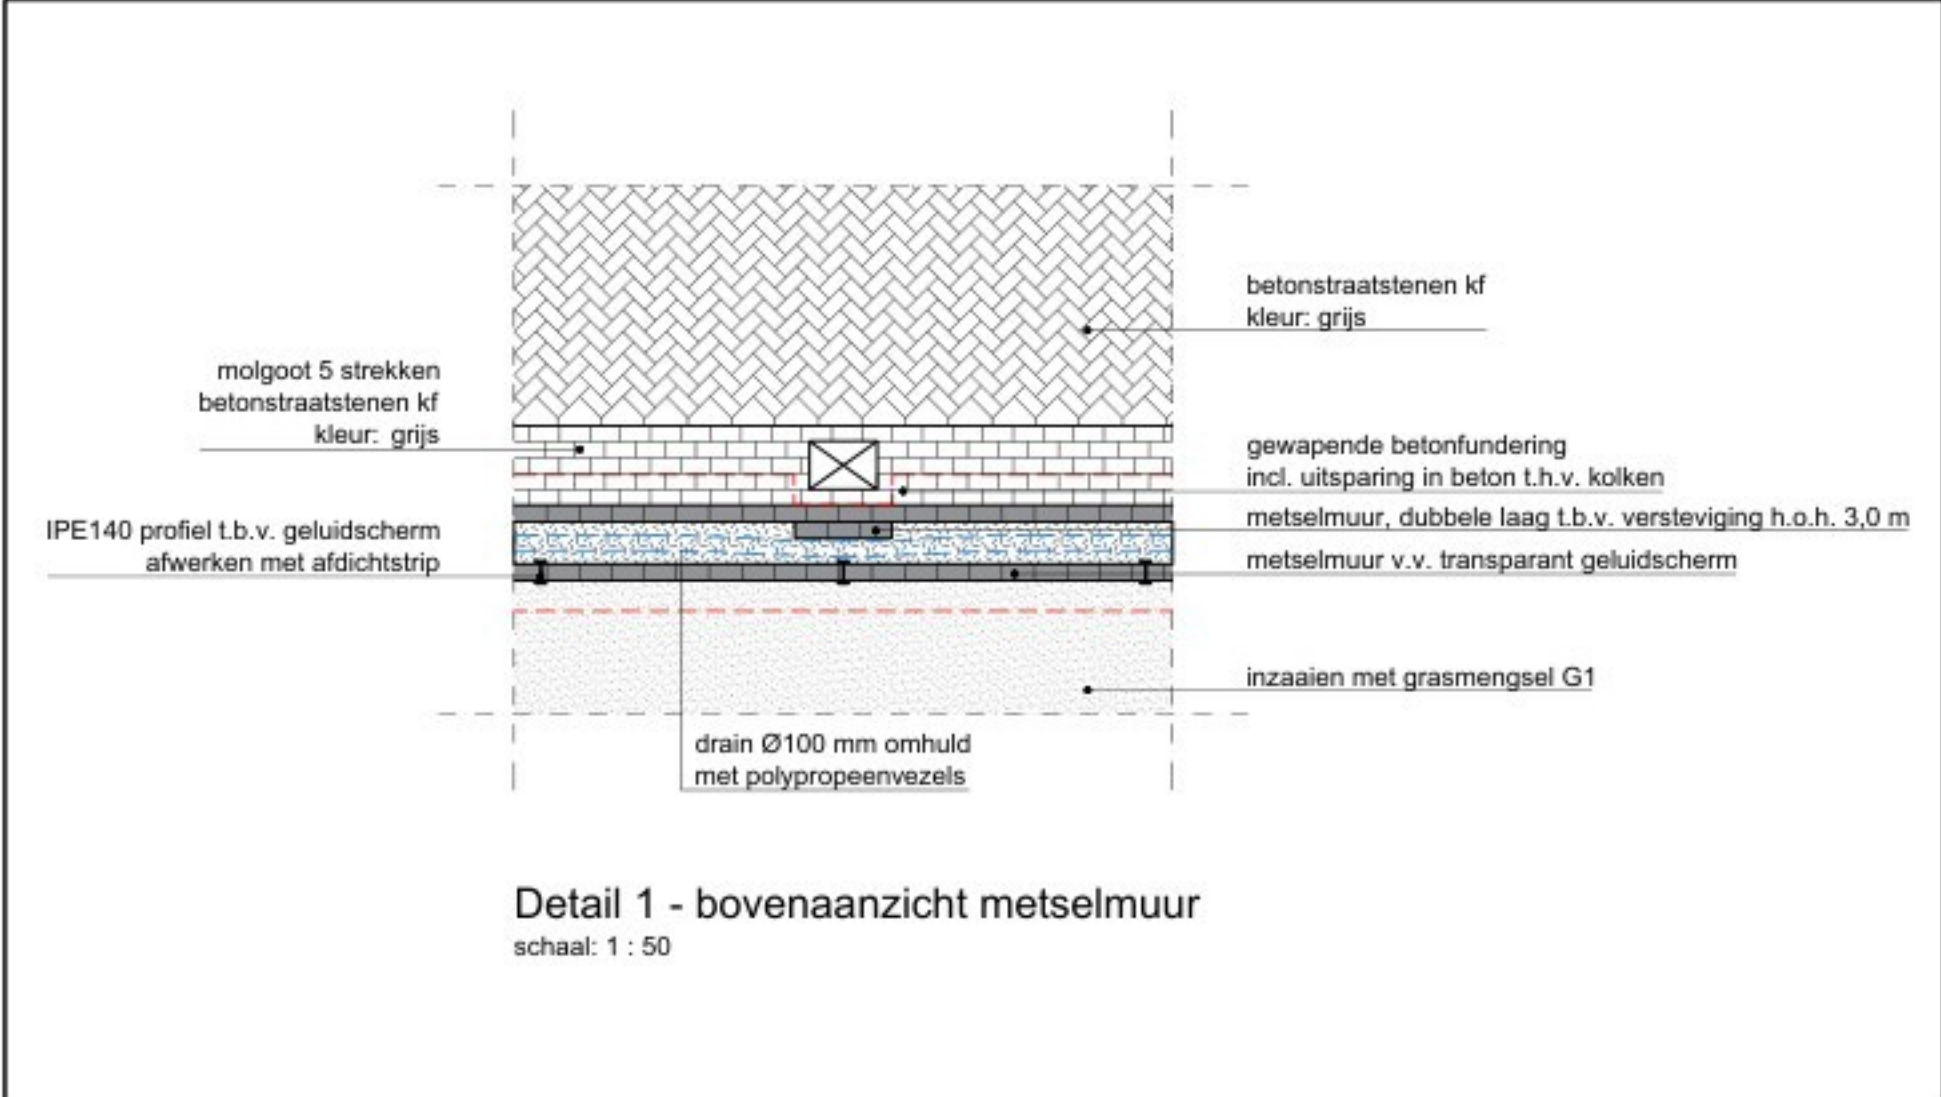 betonstraatstenen kf
kleur: grijs
molgoot 5 strekken
betonstraatstenen kf
kleur: grijs
gewapende betonfundering
incl. uitsparing in beton t.h.v. kolken
metselmuur, dubbele laag t.b.v. versteviging h.o.h. 3,0 m
IPE140 profiel t.b.v. geluidscherm
afwerken met afdichtstrip
metselmuur v.v. transparant geluidscherm
inzaaien met grasmengsel G1
drain Ø100 mm omhuld
met polypropeenvezels
Detail 1 - bovenaanzicht metselmuur
schaal: 1 : 50